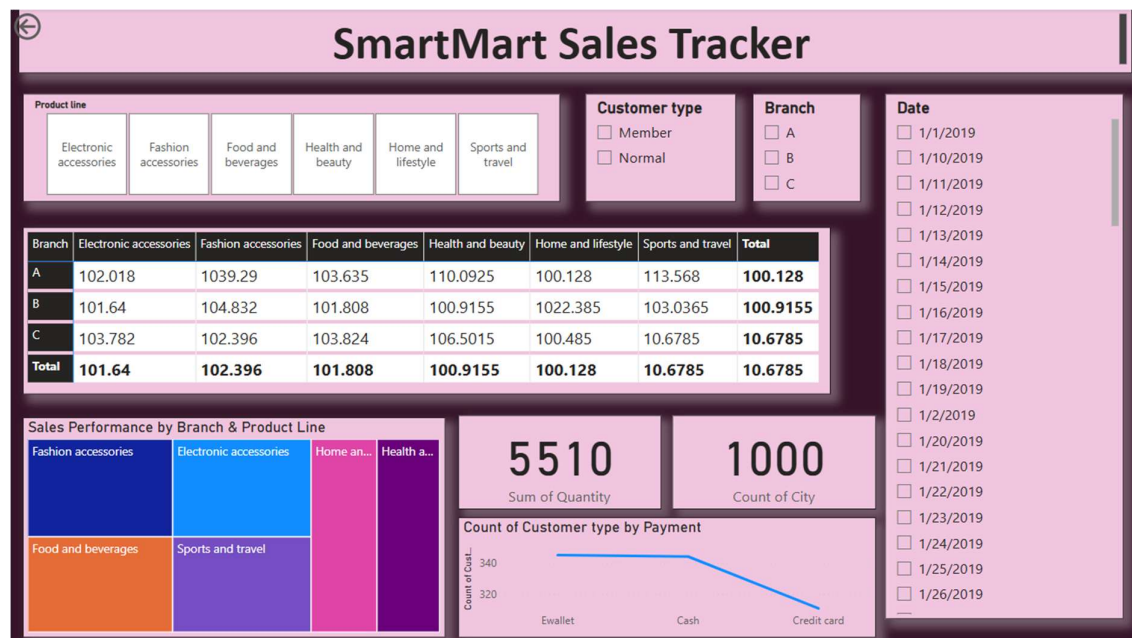 SmartMart Sales Tracker
Product line
Electronic accessories
Fashion accessories
Food and beverages
Health and beauty
Home and lifestyle
Sports and travel
Customer type
Member
Normal
Branch
A
B
C
Date
1/1/2019
1/10/2019
1/11/2019
1/12/2019
1/13/2019
1/14/2019
1/15/2019
1/16/2019
1/17/2019
1/18/2019
1/19/2019
1/2/2019
1/20/2019
1/21/2019
1/22/2019
1/23/2019
1/24/2019
1/25/2019
1/26/2019
Branch Electronic accessories Fashion accessories Food and beverages Health and beauty Home and lifestyle Sports and travel Total
A 102.018 1039.29 103.635 110.0925 100.128 113.568 100.128
B 101.64 104.832 101.808 100.9155 1022.385 103.0365 100.9155
C 103.782 102.396 103.824 106.5015 100.485 10.6785 10.6785
Total 101.64 102.396 101.808 100.9155 100.128 10.6785 10.6785
Sales Performance by Branch & Product Line
Fashion accessories
Electronic accessories
Home an...
Health a...
Food and beverages
Sports and travel
5510
Sum of Quantity
1000
Count of City
Count of Customer type by Payment
Count of Cust...
340
320
Ewallet Cash Credit card